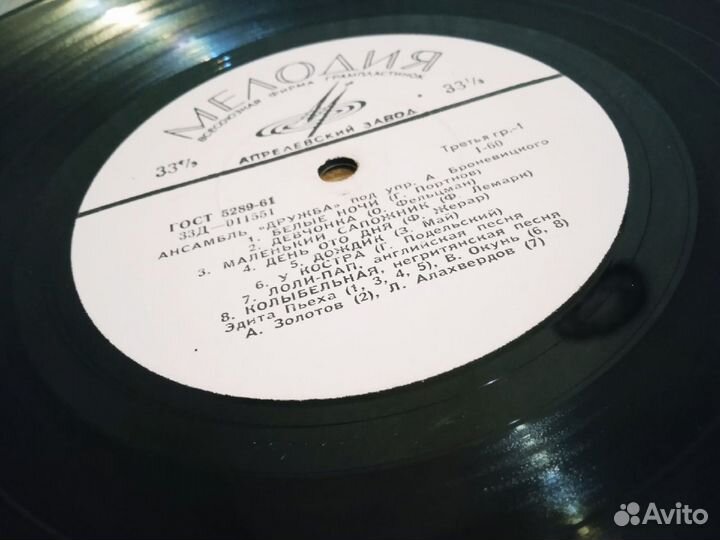 МЕЛОДИЯ
ВСЕСОЮЗНАЯ ФИРМА ГРАМПЛАСТИНОК
33⅓ 33⅓
АПРЕЛЕВСКИЙ ЗАВОД
ГОСТ 5289-61 Третья гр.-1
33Д—011551 1-60
АНСАМБЛЬ „ДРУЖБА" под упр. А. Броневицкого
1. БЕЛЫЕ НОЧИ (Г. Портнов)
2. ДЕВЧОНКА (О. Фельцман)
3. МАЛЕНЬКИЙ САПОЖНИК (Ф. Лемарк)
4. ДЕНЬ ОТО ДНЯ (Ф. Жерар)
5. ДОЖДИК (З. Май)
6. У КОСТРА (Г. Подельский)
7. ЛОЛИ-ПАП, английская песня
8. КОЛЫБЕЛЬНАЯ, негритянская песня
Эдита Пьеха (1, 3, 4, 5), В. Окунь (6, 8)
А. Золотов (2), Л. Алахвердов (7)
Avito